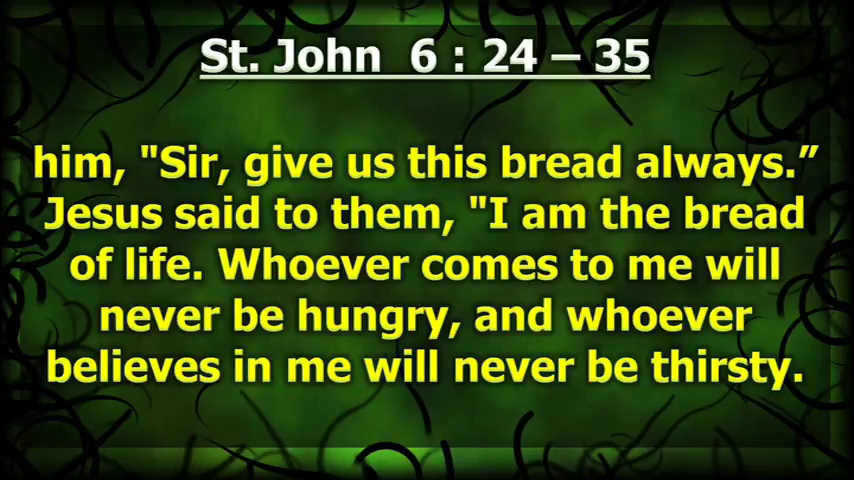 St. John  6 : 24 – 35
him, "Sir, give us this bread always.”
Jesus said to them, "I am the bread
of life. Whoever comes to me will
never be hungry, and whoever
believes in me will never be thirsty.